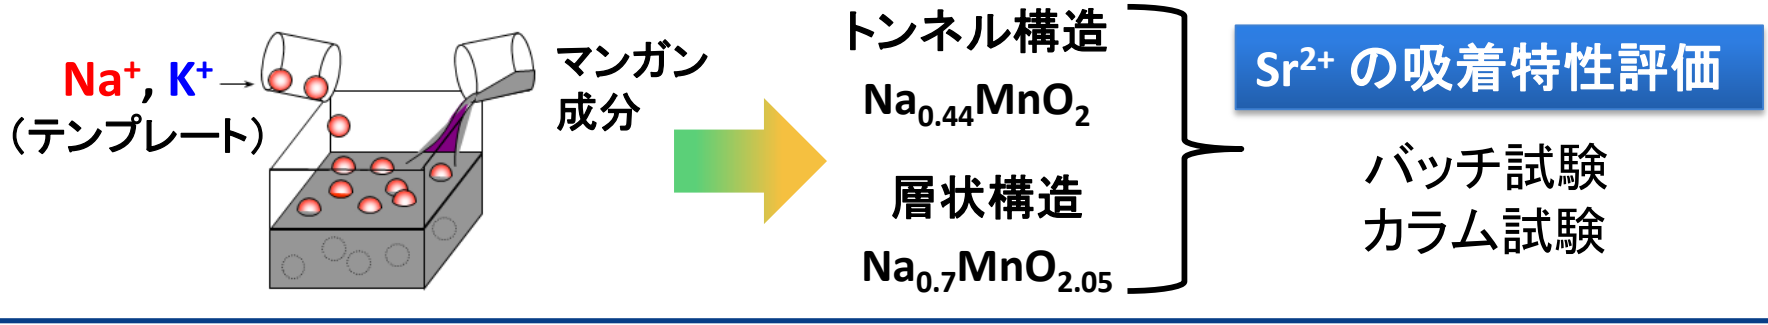 Na⁺, K⁺
（テンプレート）
マンガン
成分
トンネル構造
Na₀.₄₄MnO₂
層状構造
Na₀.₇MnO₂.₀₅
Sr²⁺ の吸着特性評価
バッチ試験
カラム試験